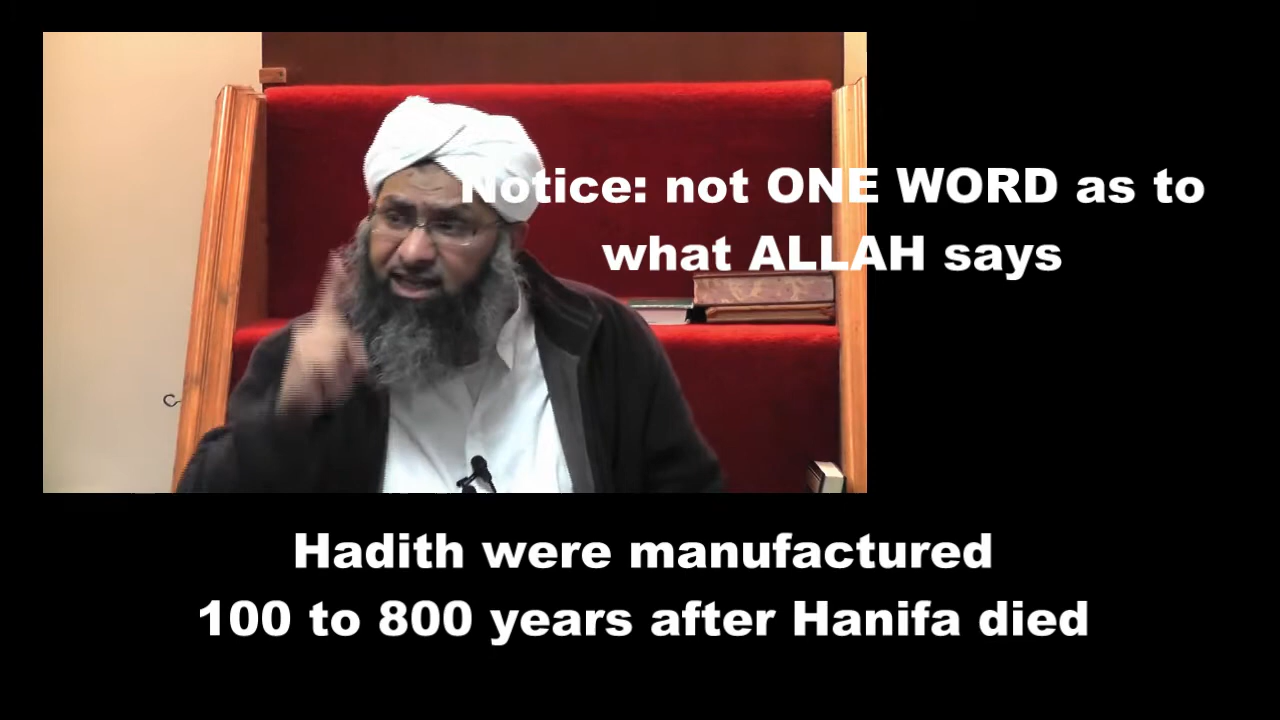 Notice: not ONE WORD as to
what ALLAH says
Hadith were manufactured
100 to 800 years after Hanifa died